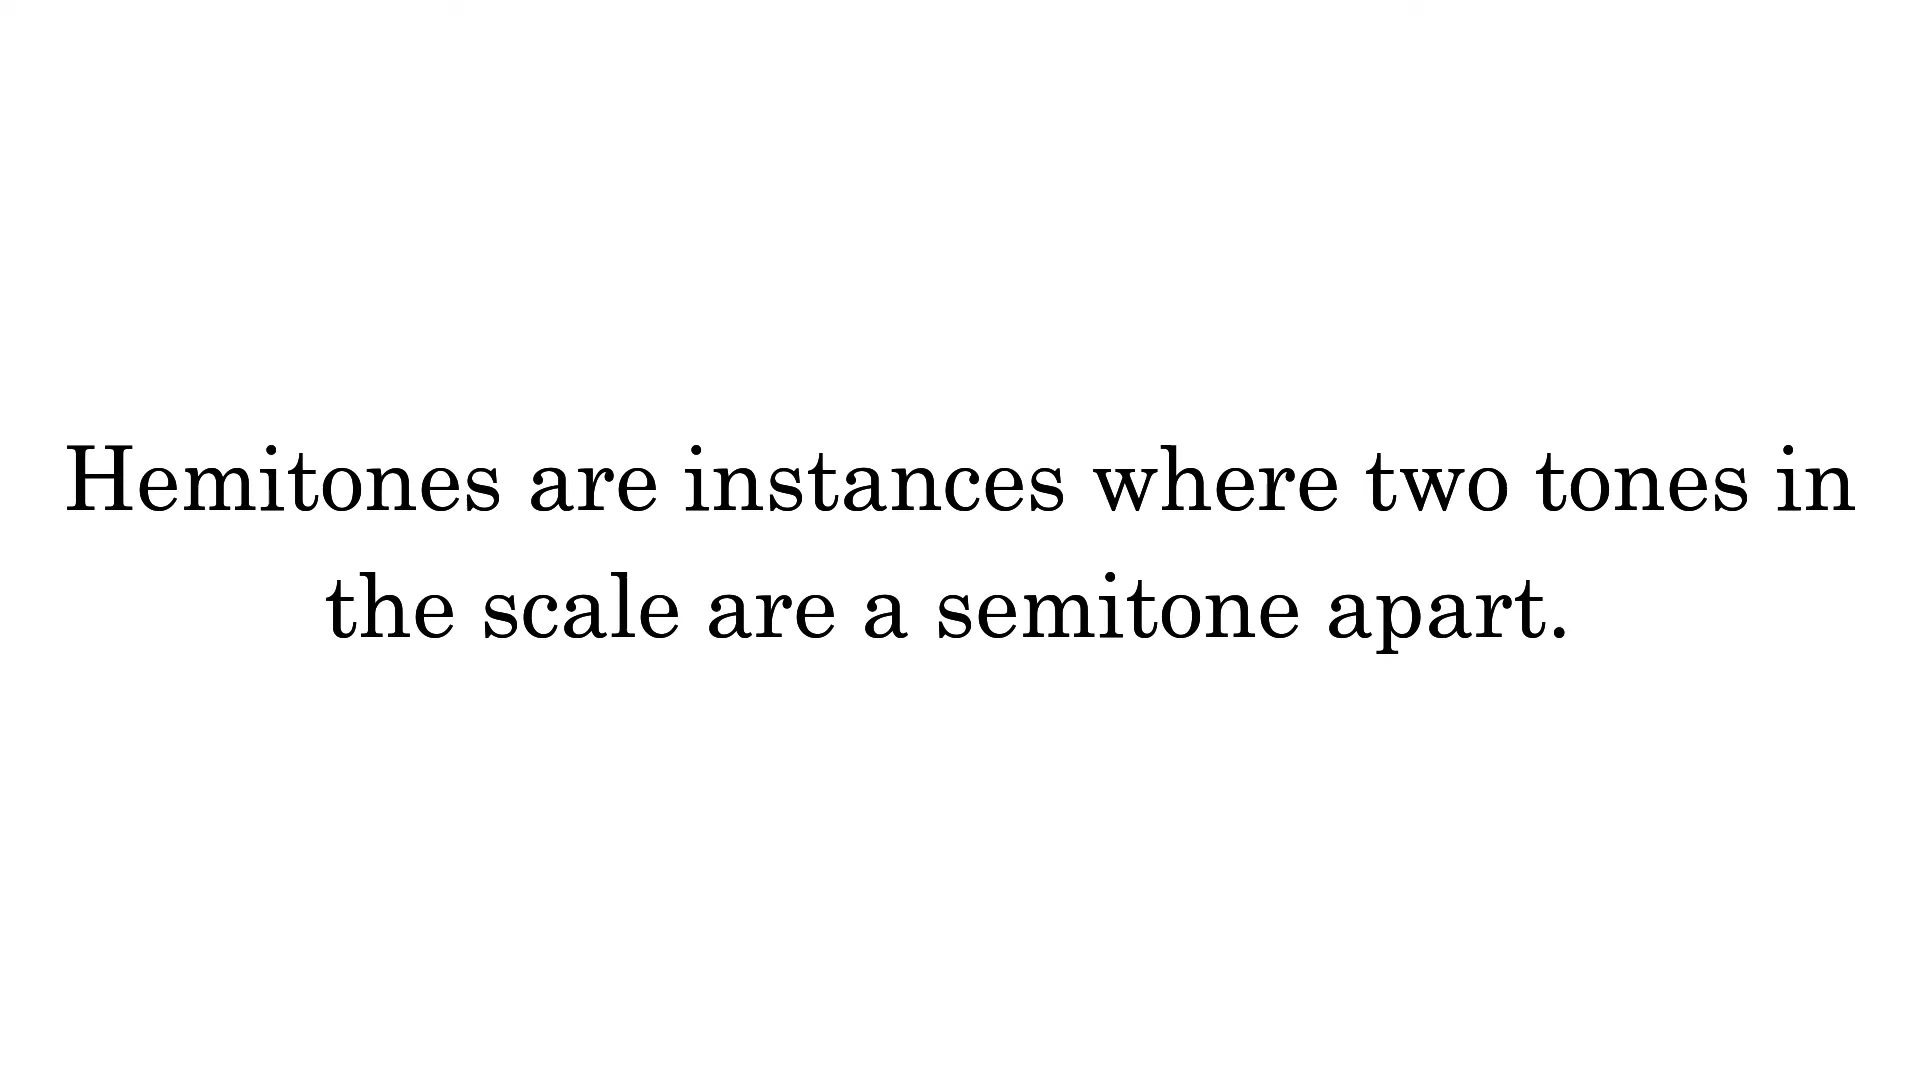 Hemitones are instances where two tones in
the scale are a semitone apart.